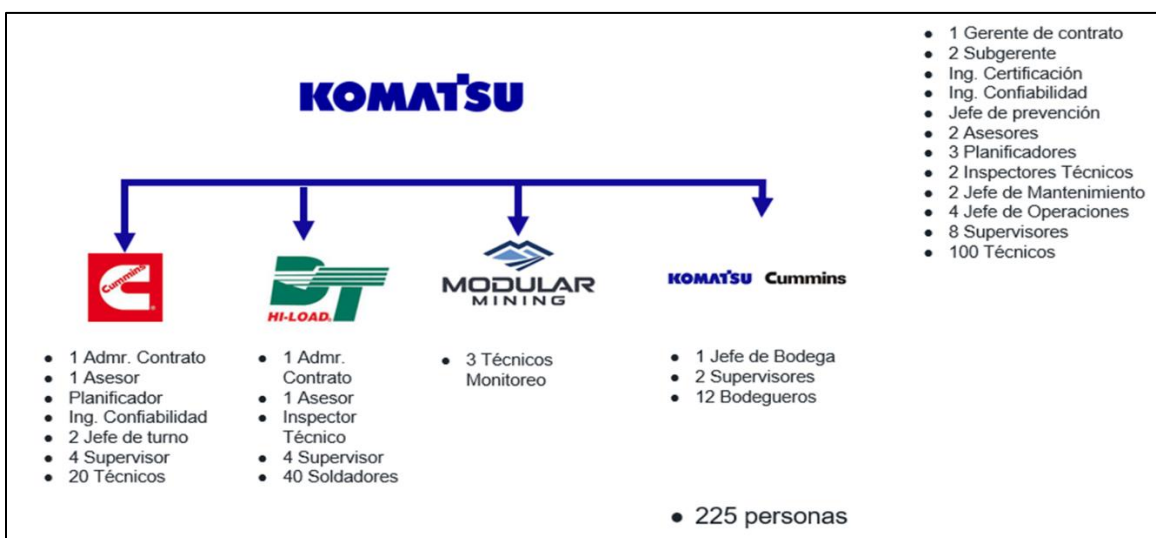 KOMATSU
● 1 Gerente de contrato
● 2 Subgerente
● Ing. Certificación
● Ing. Confiabilidad
● Jefe de prevención
● 2 Asesores
● 3 Planificadores
● 2 Inspectores Técnicos
● 2 Jefe de Mantenimiento
● 4 Jefe de Operaciones
● 8 Supervisores
● 100 Técnicos
Cummins
● 1 Admr. Contrato
● 1 Asesor
● Planificador
● Ing. Confiabilidad
● 2 Jefe de turno
● 4 Supervisor
● 20 Técnicos
DT
HI-LOAD®
● 1 Admr.
Contrato
● 1 Asesor
● Inspector
Técnico
● 4 Supervisor
● 40 Soldadores
MODULAR
MINING
● 3 Técnicos
Monitoreo
KOMATSU Cummins
● 1 Jefe de Bodega
● 2 Supervisores
● 12 Bodegueros
● 225 personas